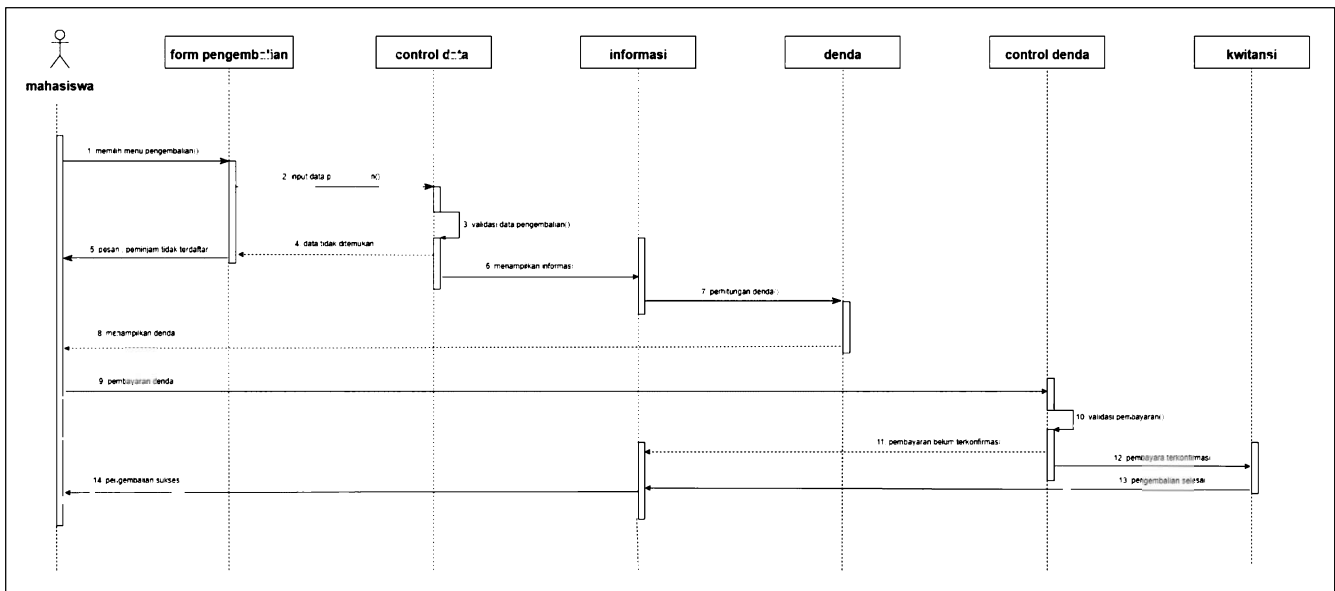 form
control
informasi
denda
control denda
kwitansi
mahasiswa
1 memilih menu pengembalian()
2 input data
3 validasi data pengembalian()
4 data tidak ditemukan
5 pesan : peminjam tidak terdaftar
6 menampilkan informasi
7 perhitungan denda()
8 menampilkan denda
9 pembayaran denda
10 validasi pembayaran()
11 pembayaran belum terkonfirmasi
12 pembayara terkonfirmasi
13 pengembalian selesai
14 pengembalian sukses